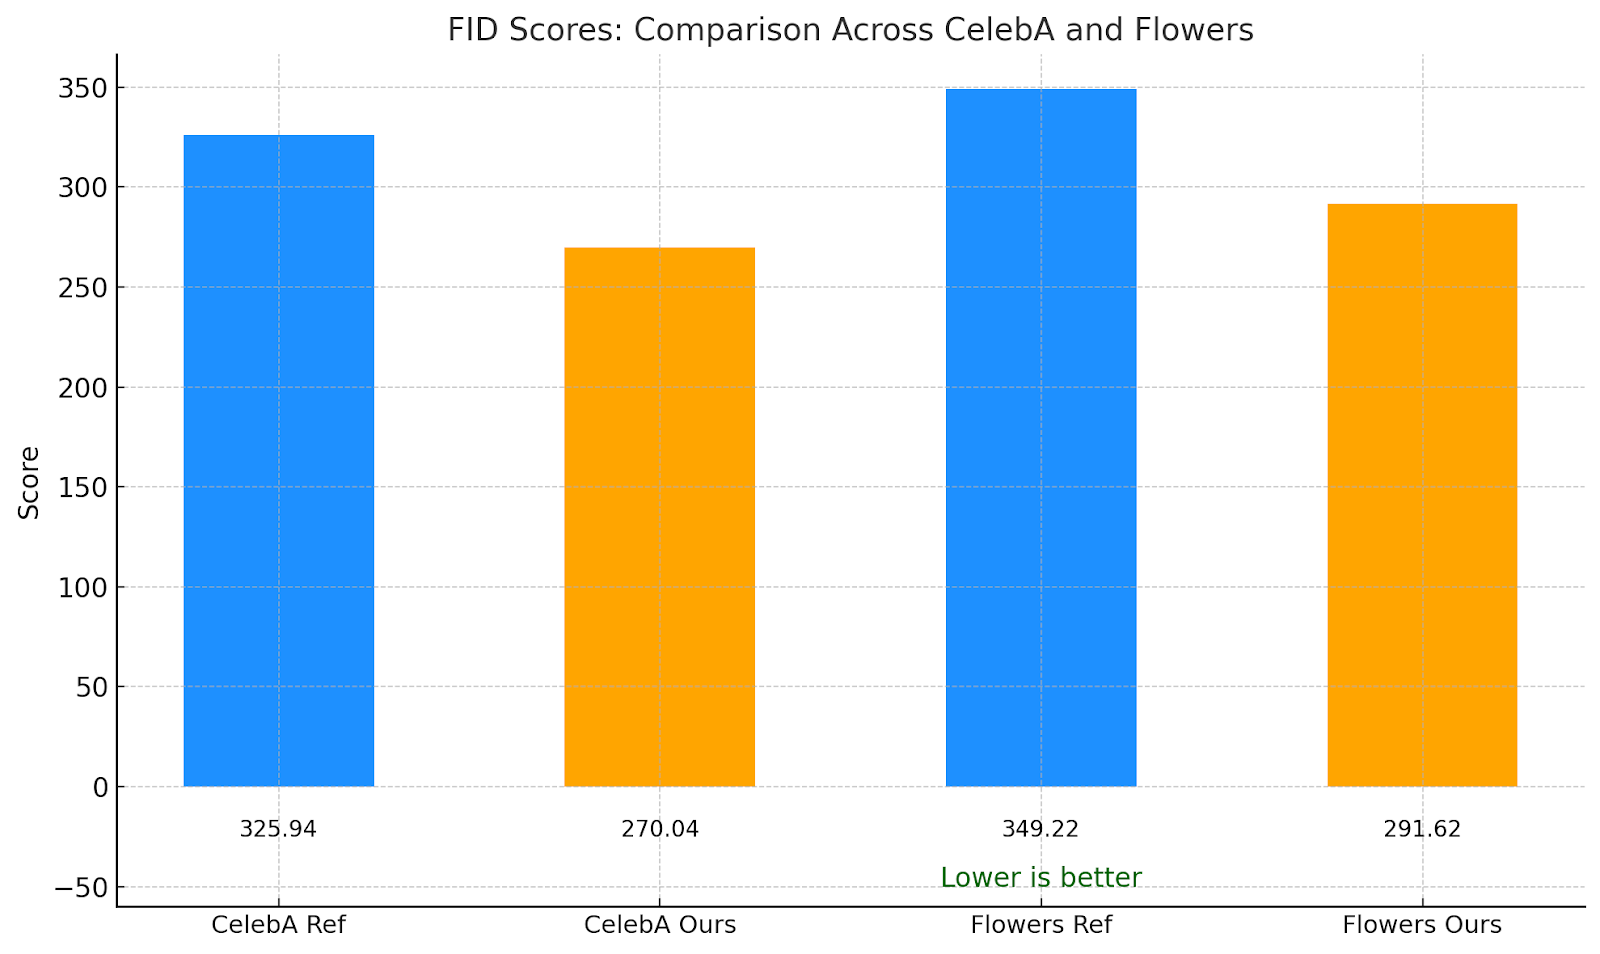 FID Scores: Comparison Across CelebA and Flowers
Score
350
300
250
200
150
100
50
0
−50
325.94 270.04 349.22 291.62
Lower is better
CelebA Ref CelebA Ours Flowers Ref Flowers Ours